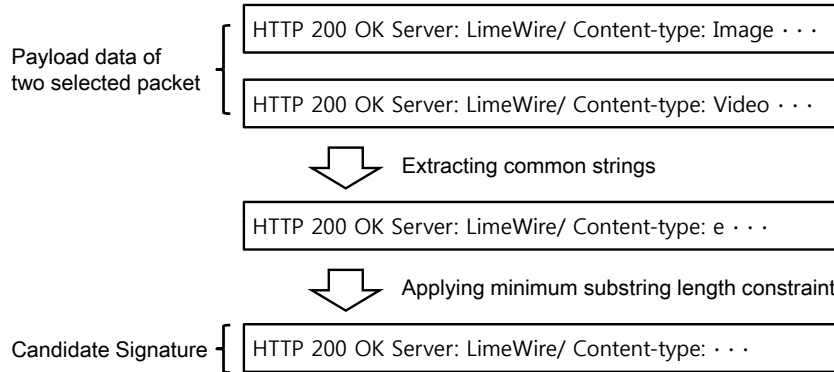 HTTP 200 OK Server: LimeWire/ Content-type: Image · · ·
Payload data of
two selected packet
HTTP 200 OK Server: LimeWire/ Content-type: Video · · ·
Extracting common strings
HTTP 200 OK Server: LimeWire/ Content-type: e · · ·
Applying minimum substring length constraint
Candidate Signature
HTTP 200 OK Server: LimeWire/ Content-type: · · ·